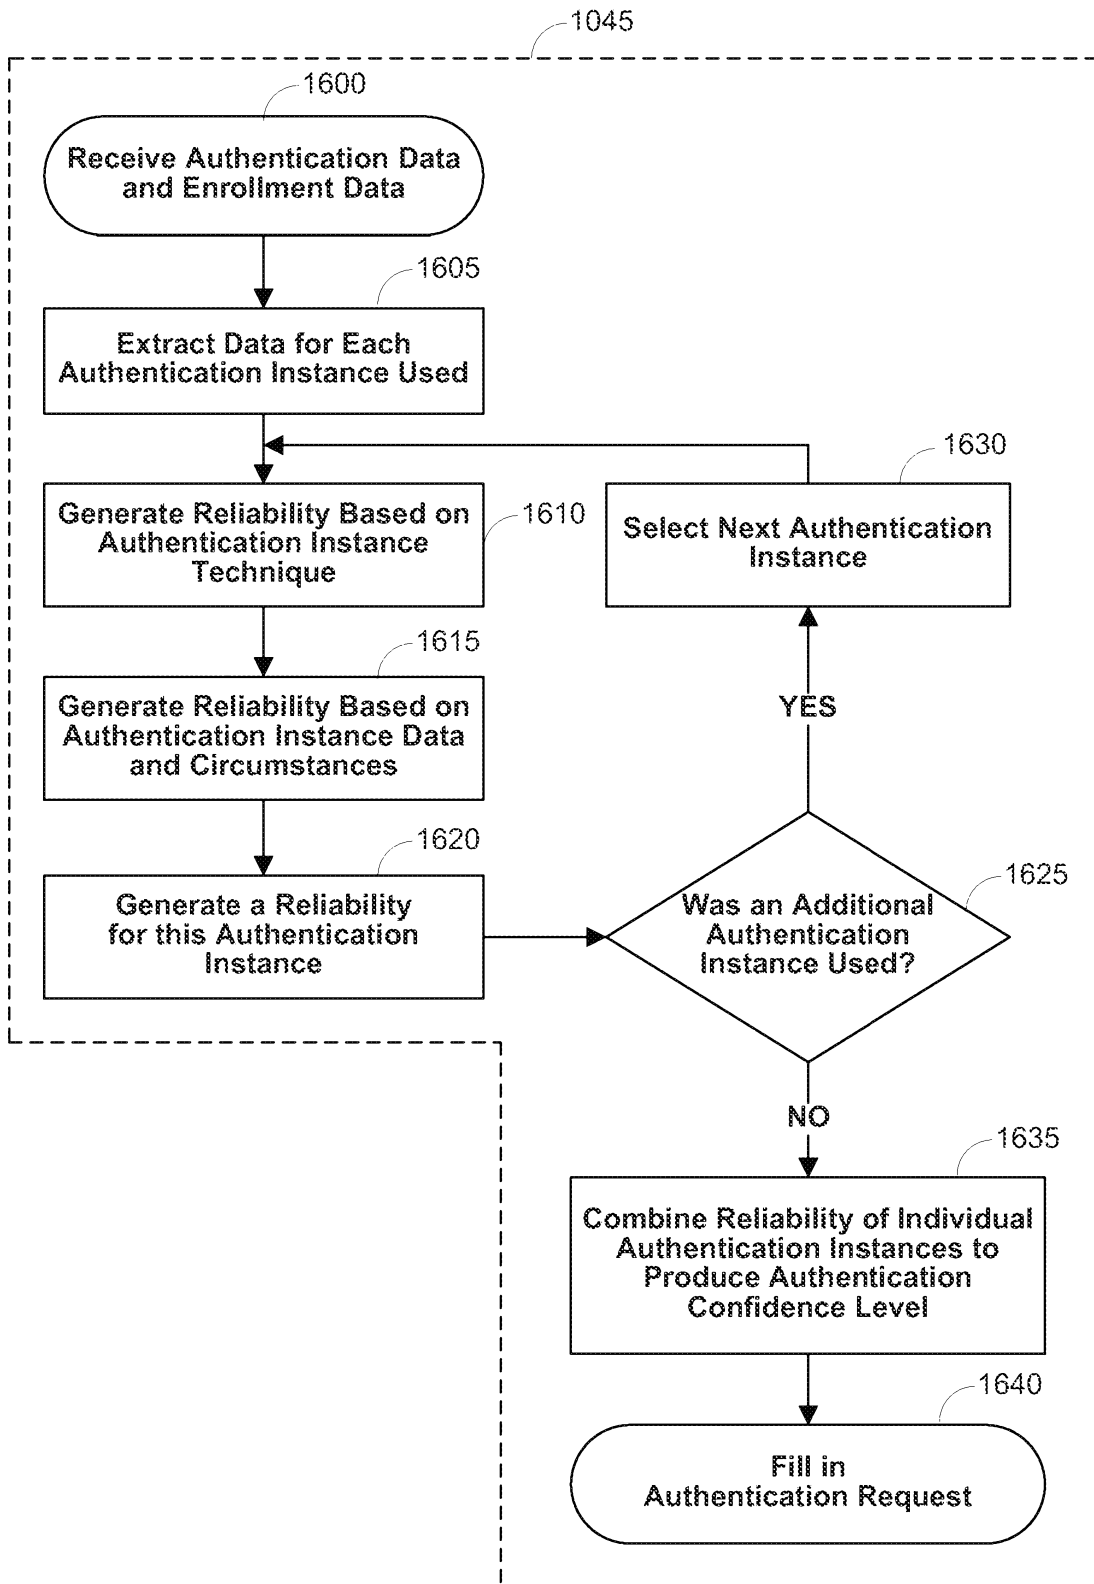 1045
1600
Receive Authentication Data
and Enrollment Data
1605
Extract Data for Each
Authentication Instance Used
1610
Generate Reliability Based on
Authentication Instance
Technique
1630
Select Next Authentication
Instance
1615
Generate Reliability Based on
Authentication Instance Data
and Circumstances
YES
1620
Generate a Reliability
for this Authentication
Instance
1625
Was an Additional
Authentication
Instance Used?
NO
1635
Combine Reliability of Individual
Authentication Instances to
Produce Authentication
Confidence Level
1640
Fill in
Authentication Request